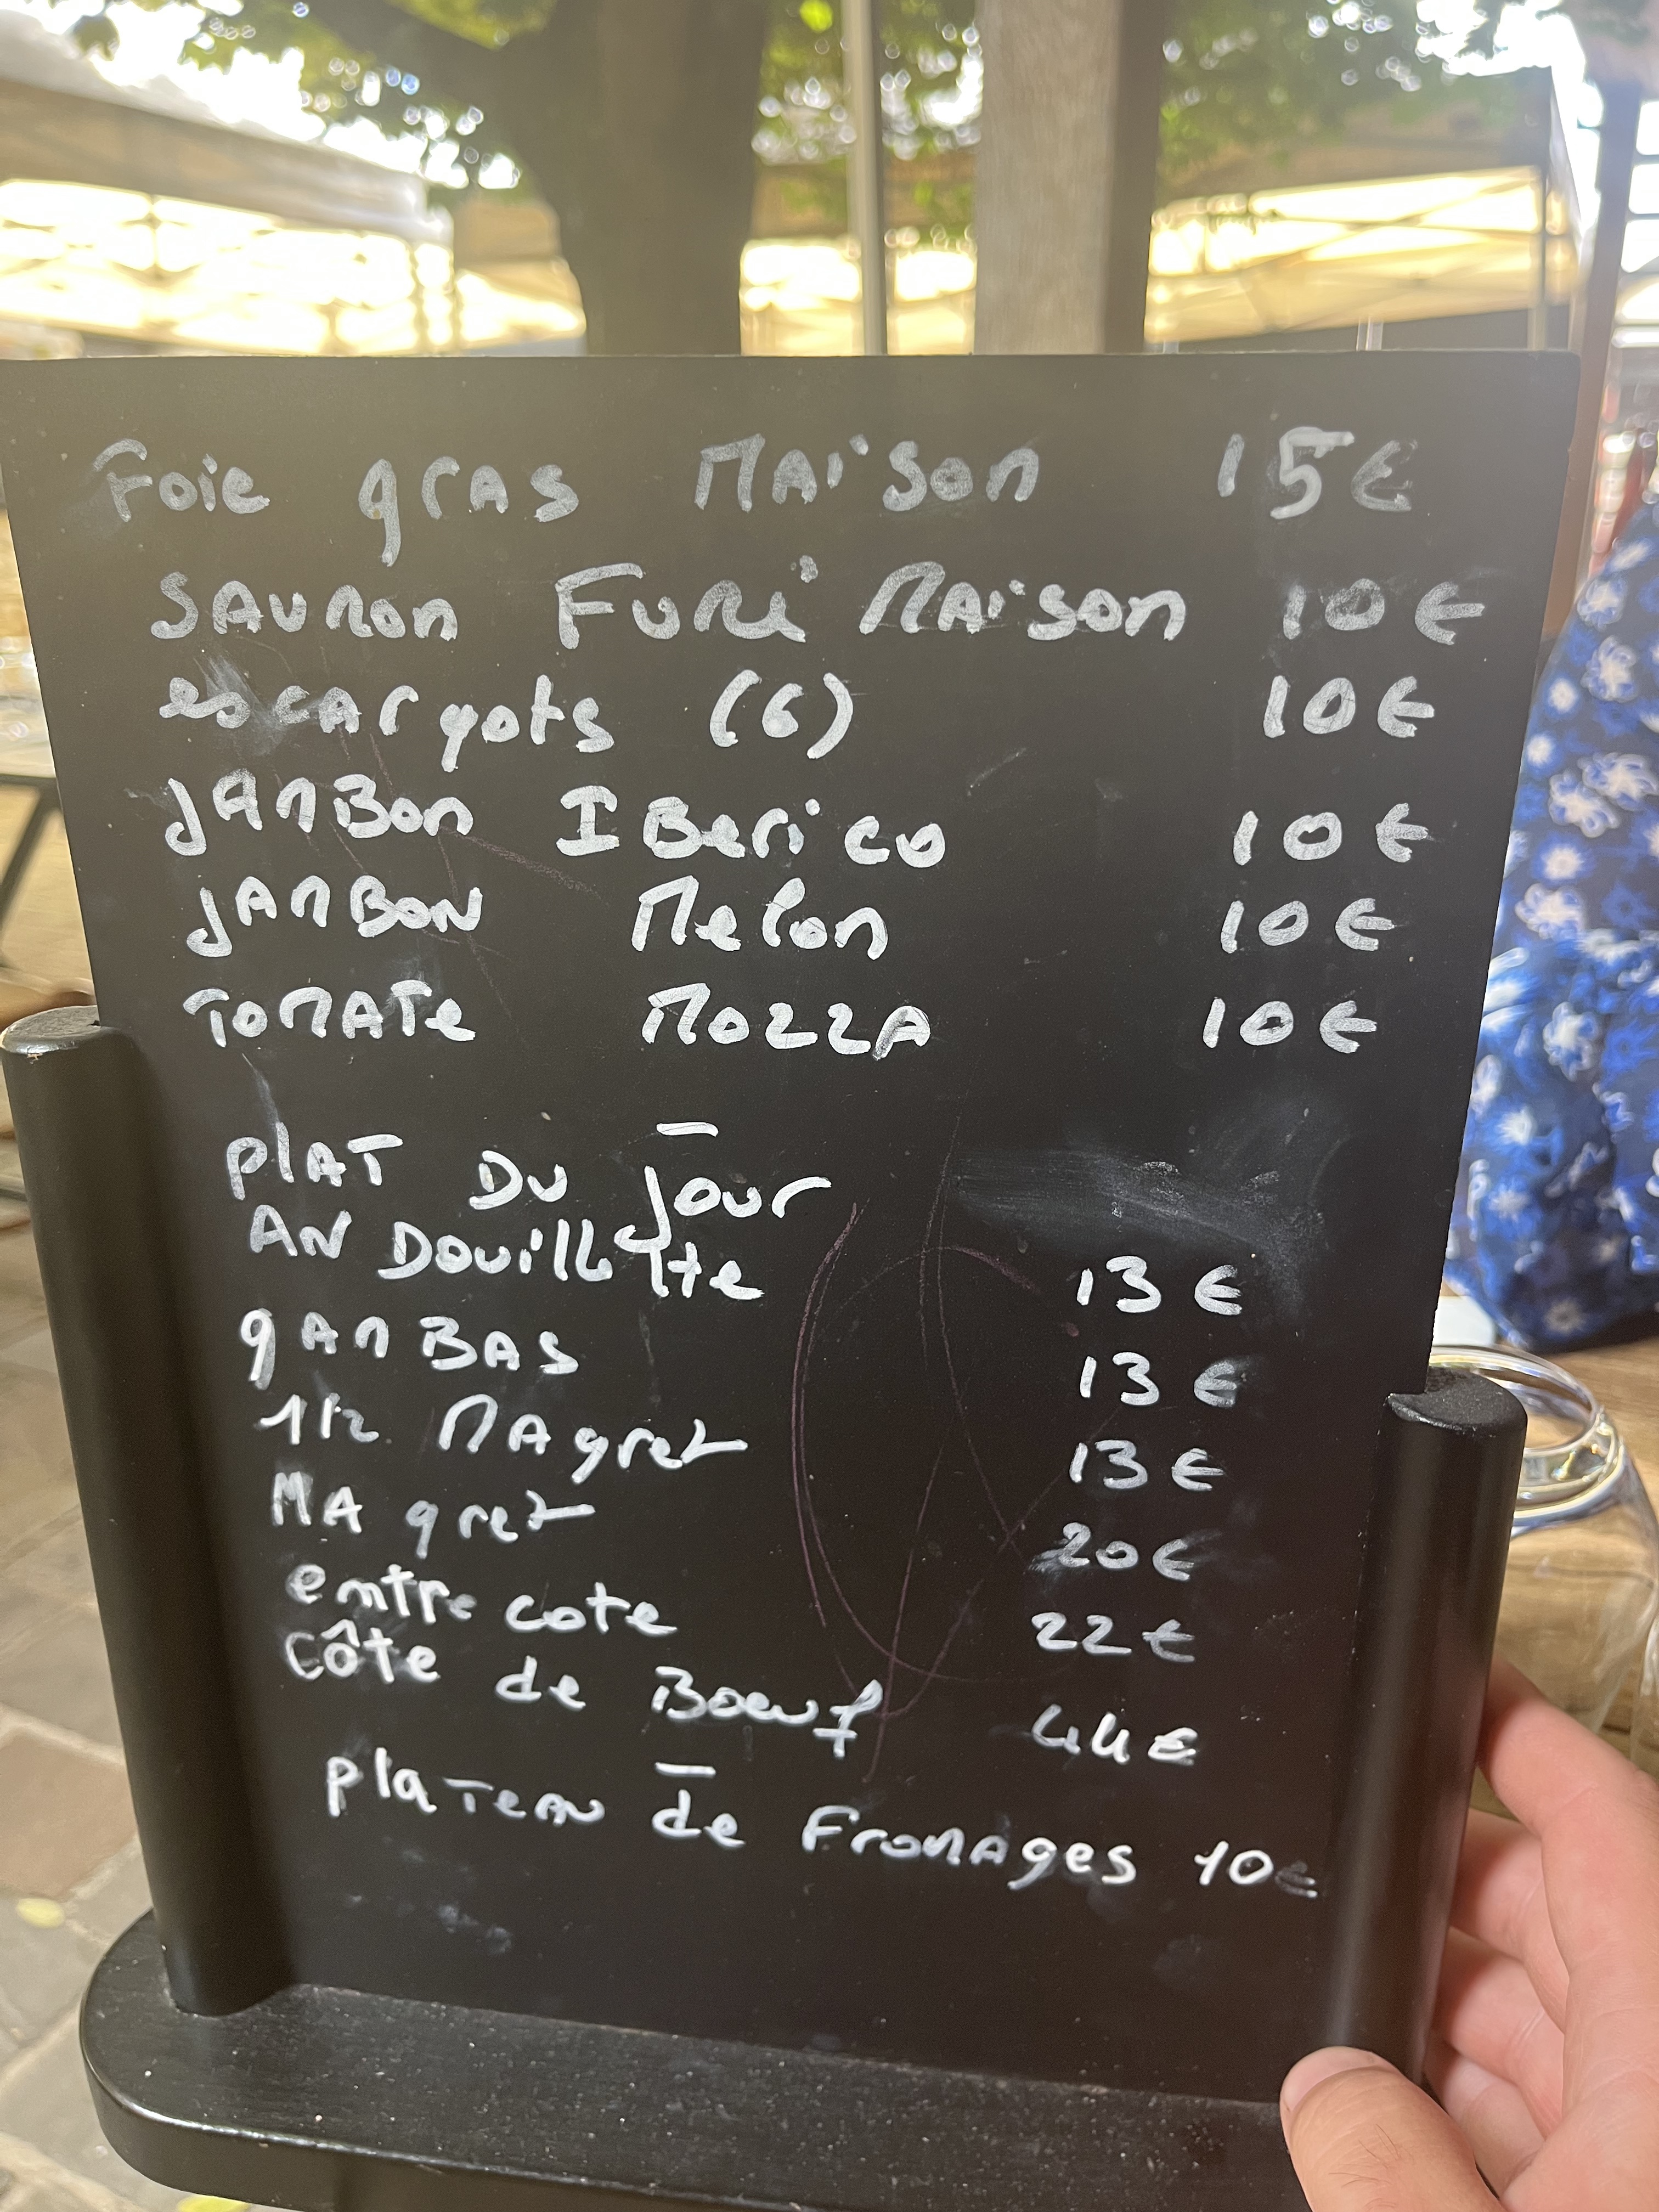 Foie gras Maison 15€
SAUMON Fumé Maison 10€
escargots (6) 10€
jamBon IBerico 10€
jAMBON Melon 10€
TOMATe MOZZA 10€
–
plAT DU jour
ANDouillette 13€
gAMBAS 13€
1/2 MAgret 13€
MAgret 20€
entrecote 22€
côte de Boeuf 44€
–
plaTeau de FroMAges 10€